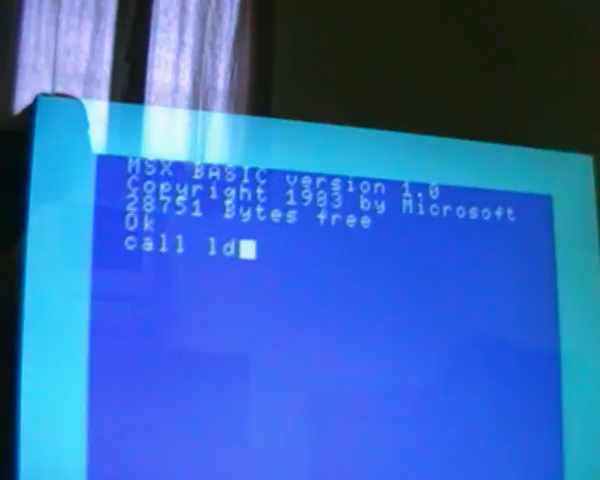 MSX BASIC version 1.0
Copyright 1983 by Microsoft
28751 Bytes free
Ok
call ld